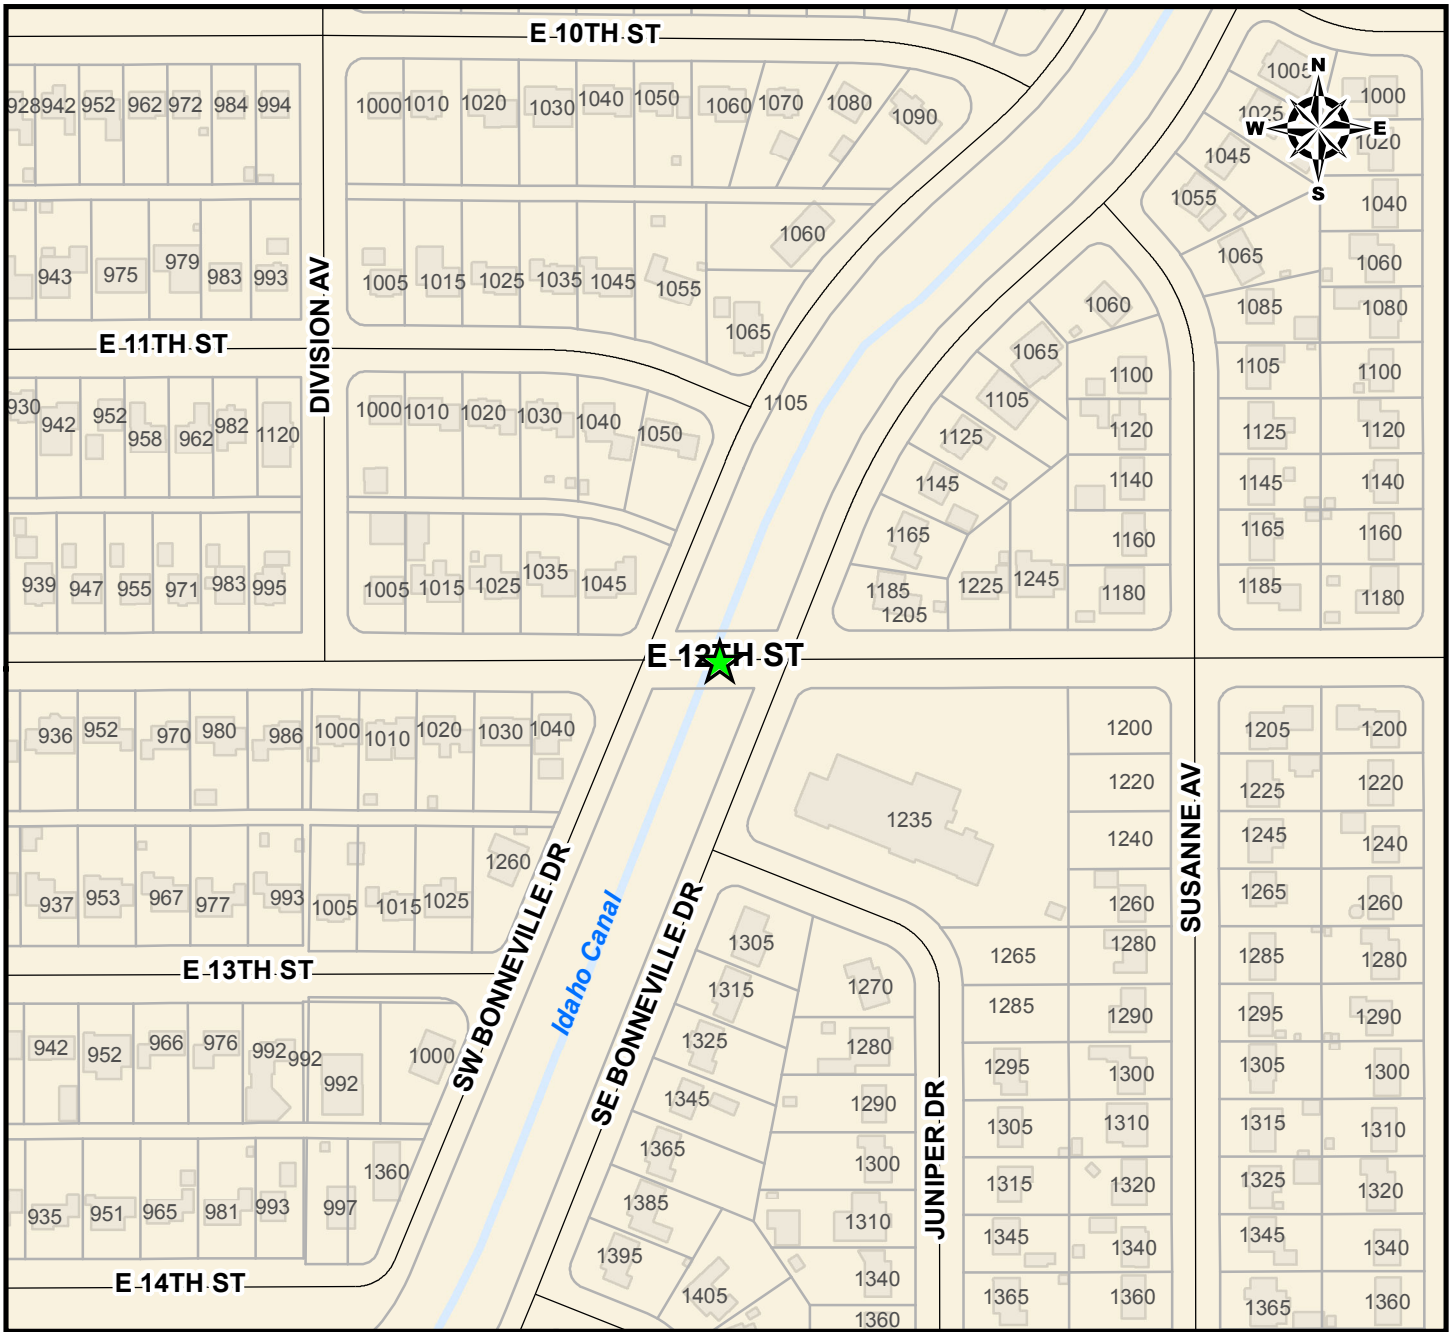 E 10TH ST
N
W E
S
1005 1000
1025 1020
928 942 952 962 972 984 994 1000 1010 1020 1030 1040 1050 1060 1070 1080 1090
1045
1055 1040
1060
1065 1060
943 975 979 983 993 1005 1015 1025 1035 1045 1055
DIVISION AV
1065
1060
1085 1080
E 11TH ST
1065
1100 1105 1100
930 942 952 958 962 982 1120 1000 1010 1020 1030 1040 1050
1105
1105
1125
1120 1125 1120
1145
1140 1145 1140
1165
1160 1165 1160
939 947 955 971 983 995 1005 1015 1025 1035 1045
1185 1225 1245 1180 1185 1180
1205
E 12TH ST
936 952 970 980 986 1000 1010 1020 1030 1040
1200 1205 1200
1220 1225 1220
1235
1240 1245 1240
SUSANNE AV
1260
937 953 967 977 993 1005 1015 1025
1260 1265 1260
SW BONNEVILLE DR
Idaho Canal
SE BONNEVILLE DR
E 13TH ST
1305
1265 1280 1285 1280
1315 1270
1285 1290 1295 1290
942 952 966 976 992 992 992 1000
1325 1280
1295 1300 1305 1300
1345 1290
1305 1310 1315 1310
JUNIPER DR
1365 1300
1315 1320 1325 1320
935 951 965 981 993 997 1360
1385 1310
1345 1340 1345 1340
1395 1340
E 14TH ST
1405
1365 1360 1365 1360
1360